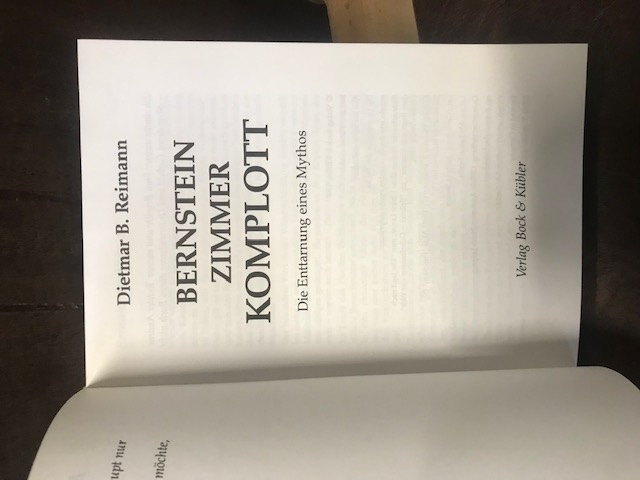 Dietmar B. Reimann
BERNSTEIN
ZIMMER
KOMPLOTT
Die Enttarnung eines Mythos
Verlag Bock & Kübler
upt nur
möchte,